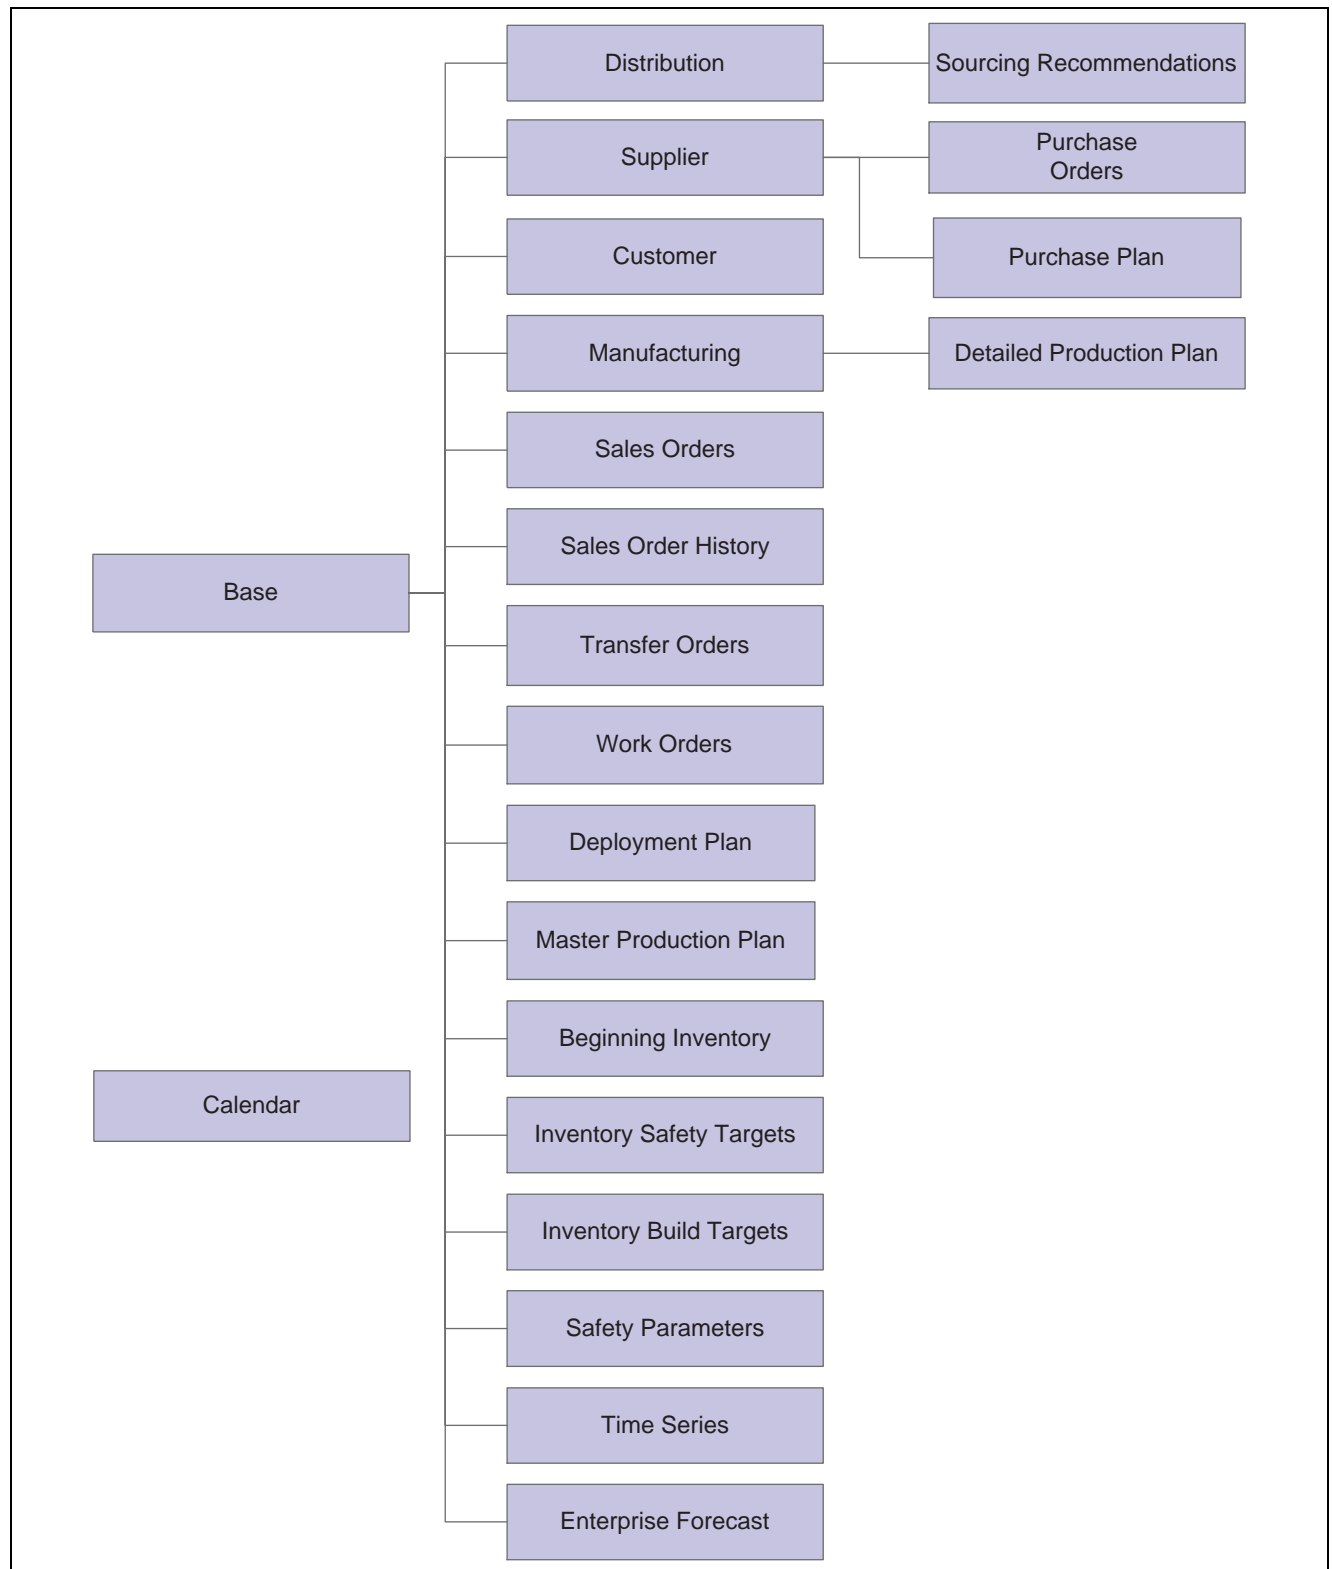 Distribution
Sourcing Recommendations
Supplier
Purchase
Orders
Customer
Purchase Plan
Manufacturing
Detailed Production Plan
Sales Orders
Sales Order History
Base
Transfer Orders
Work Orders
Deployment Plan
Master Production Plan
Beginning Inventory
Calendar
Inventory Safety Targets
Inventory Build Targets
Safety Parameters
Time Series
Enterprise Forecast